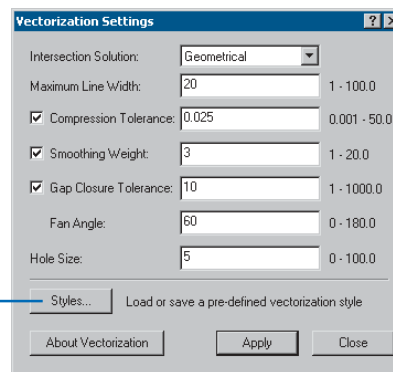 Vectorization Settings ? X
Intersection Solution: Geometrical
Maximum Line Width: 20 1 - 100.0
Compression Tolerance: 0.025 0.001 - 50.0
Smoothing Weight: 3 1 - 20.0
Gap Closure Tolerance: 10 1 - 1000.0
Fan Angle: 60 0 - 180.0
Hole Size: 5 0 - 100.0
Styles... Load or save a pre-defined vectorization style
About Vectorization Apply Close